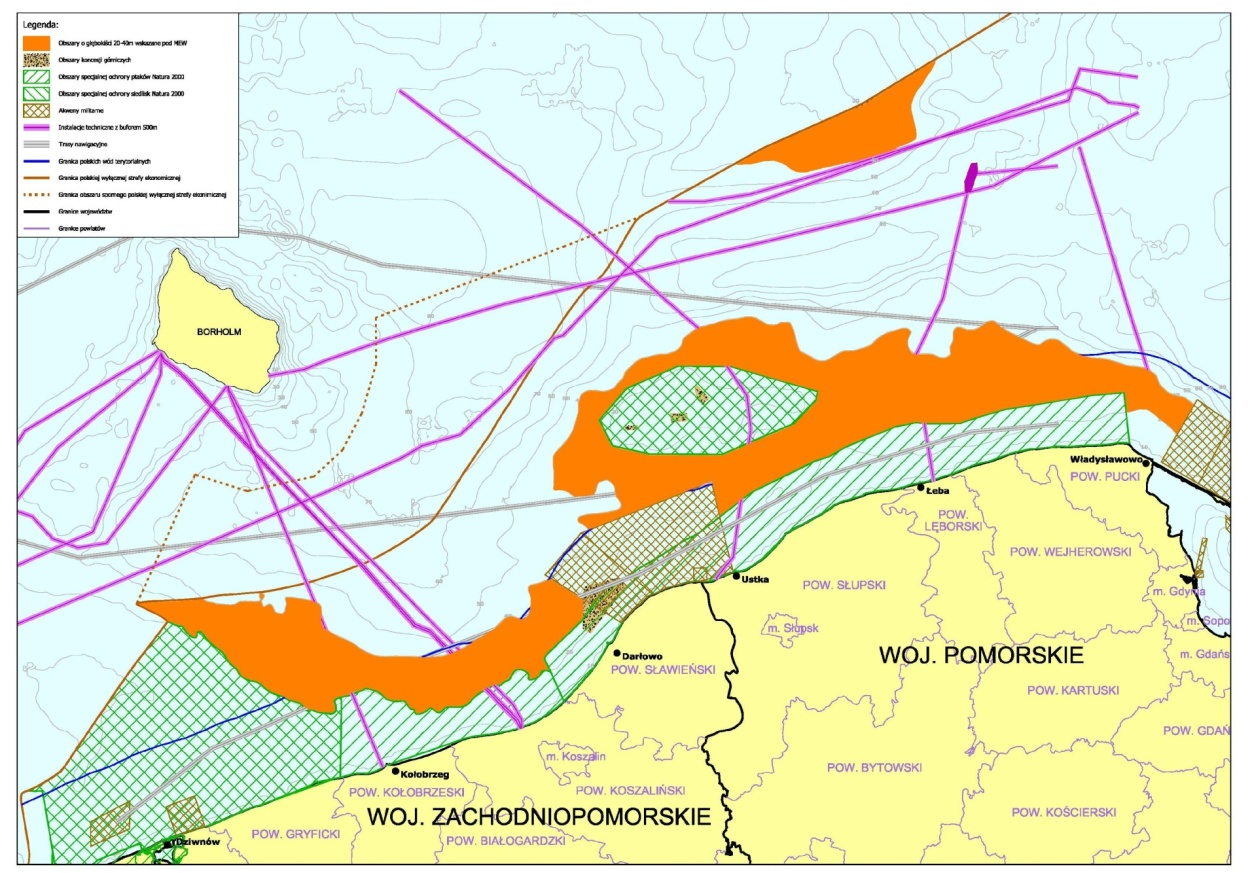 Legenda:
Obszary o głębokości 20-40m wskazane pod MEW
Obszary koncesji górniczych
Obszary specjalnej ochrony ptaków Natura 2000
Obszary specjalnej ochrony siedlisk Natura 2000
Akweny militarne
Instalacje techniczne z buforem 500m
Trasy nawigacyjne
Granica polskich wód terytorialnych
Granica polskiej wyłącznej strefy ekonomicznej
Granica obszaru spornego polskiej wyłącznej strefy ekonimicznej
Granice województw
Granice powiatów
BORHOLM
Władysławowo
POW. PUCKI
Łeba
POW.
LĘBORSKI
POW. WEJHEROWSKI
Ustka
POW. SŁUPSKI
m. Gdynia
m. Słupsk
m. Sopo
Darłowo
POW. SŁAWIEŃSKI
WOJ. POMORSKIE
m. Gdańs
POW. KARTUSKI
POW. GDAŃ
m. Koszalin
Kołobrzeg
POW. KOŁOBRZESKI
POW. KOSZALIŃSKI
POW. BYTOWSKI
WOJ. ZACHODNIOPOMORSKIE
POW. KOŚCIERSKI
POW. GRYFICKI
POW. BIAŁOGARDZKI
Dziwnów